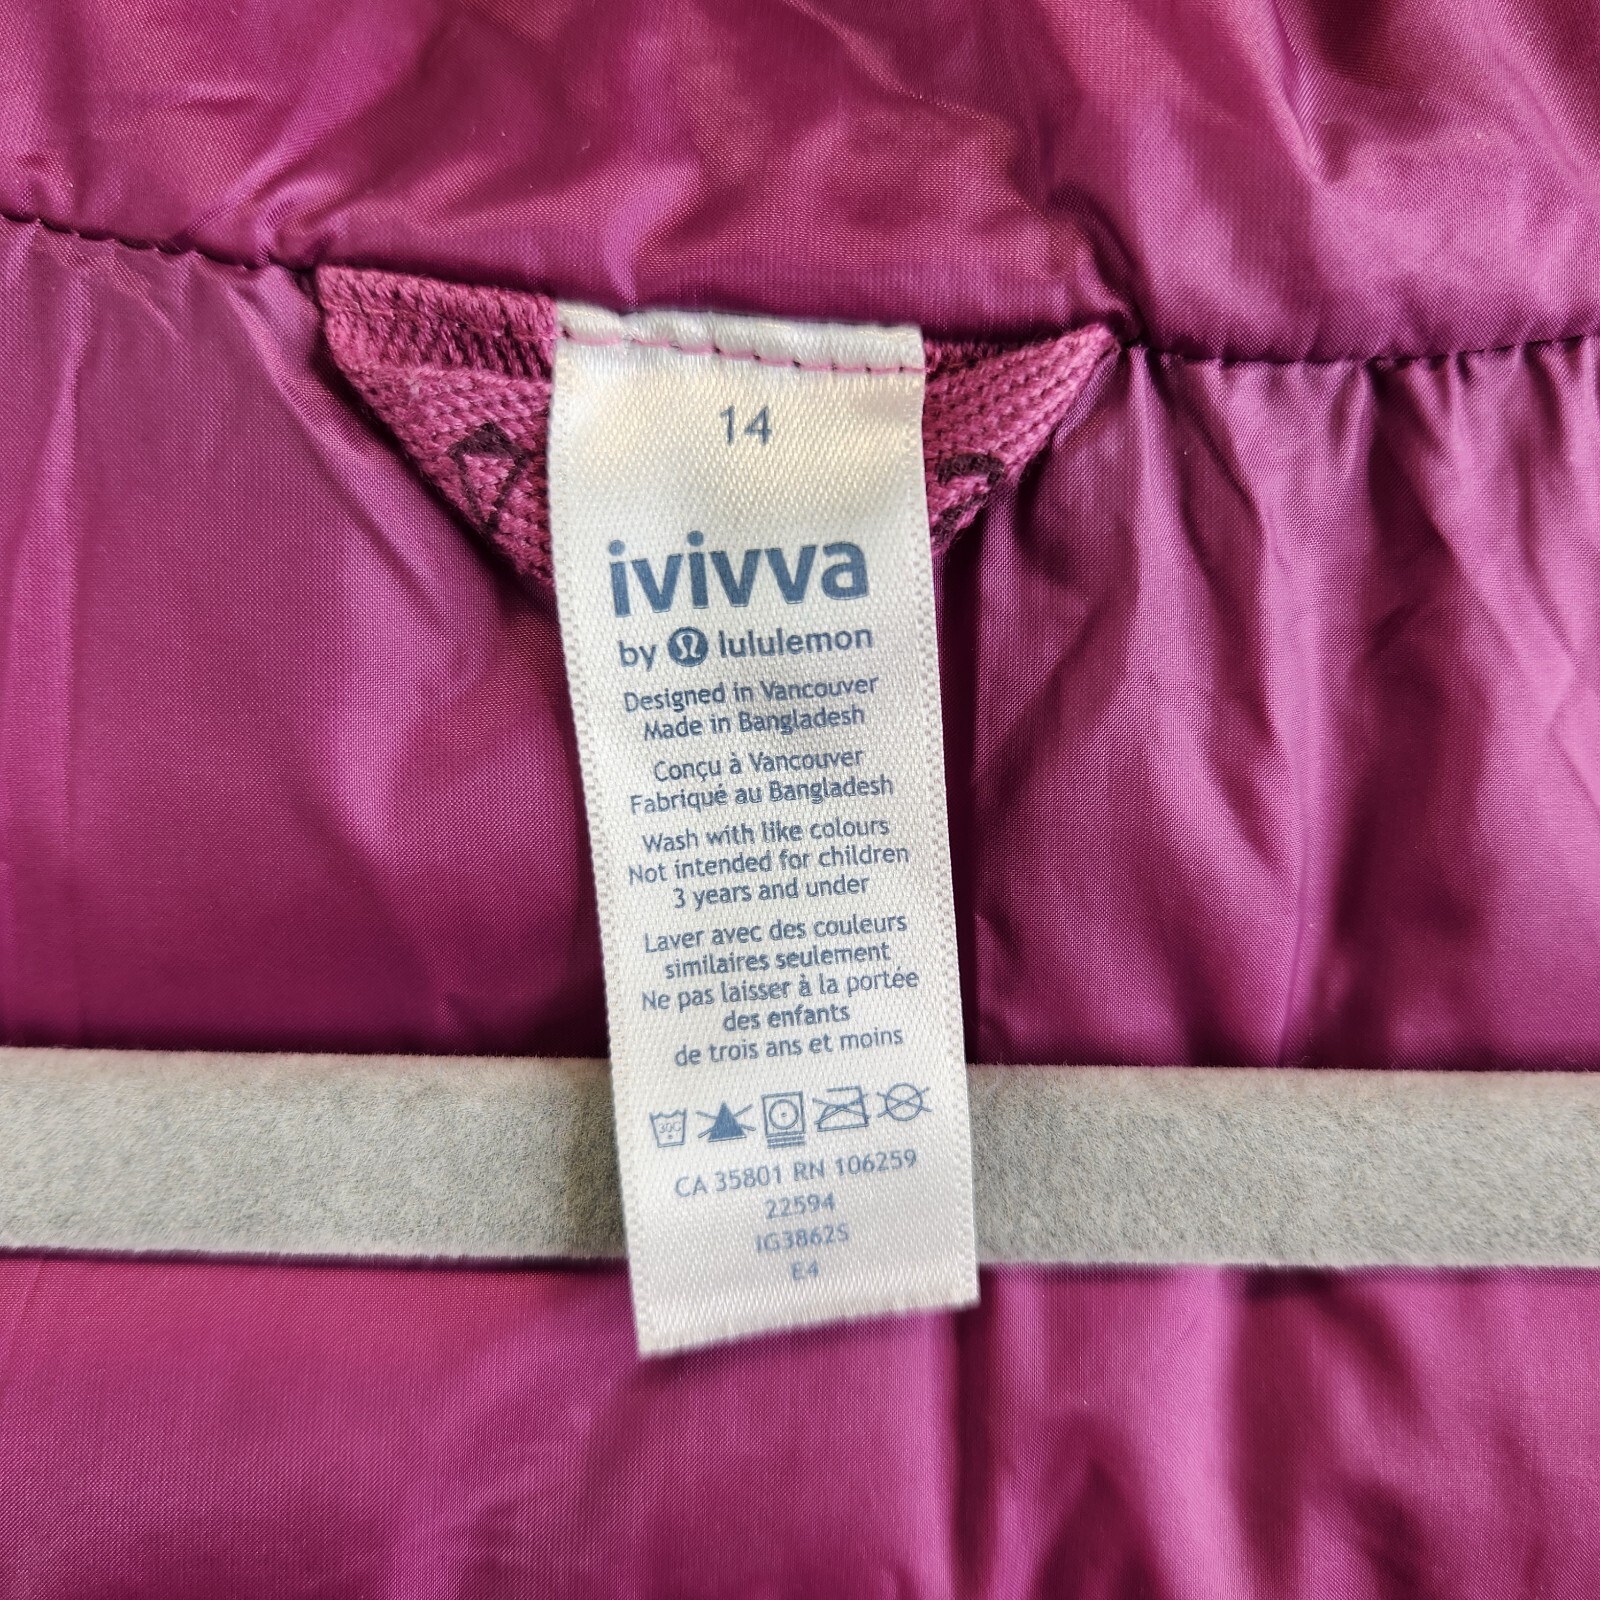 14
ivivva
by lululemon
Designed in Vancouver
Made in Bangladesh
Conçu à Vancouver
Fabriqué au Bangladesh
Wash with like colours
Not intended for children
3 years and under
Laver avec des couleurs
similaires seulement
Ne pas laisser à la portée
des enfants
de trois ans et moins
30C
CA 35801 RN 106259
22594
IG3862S
E4